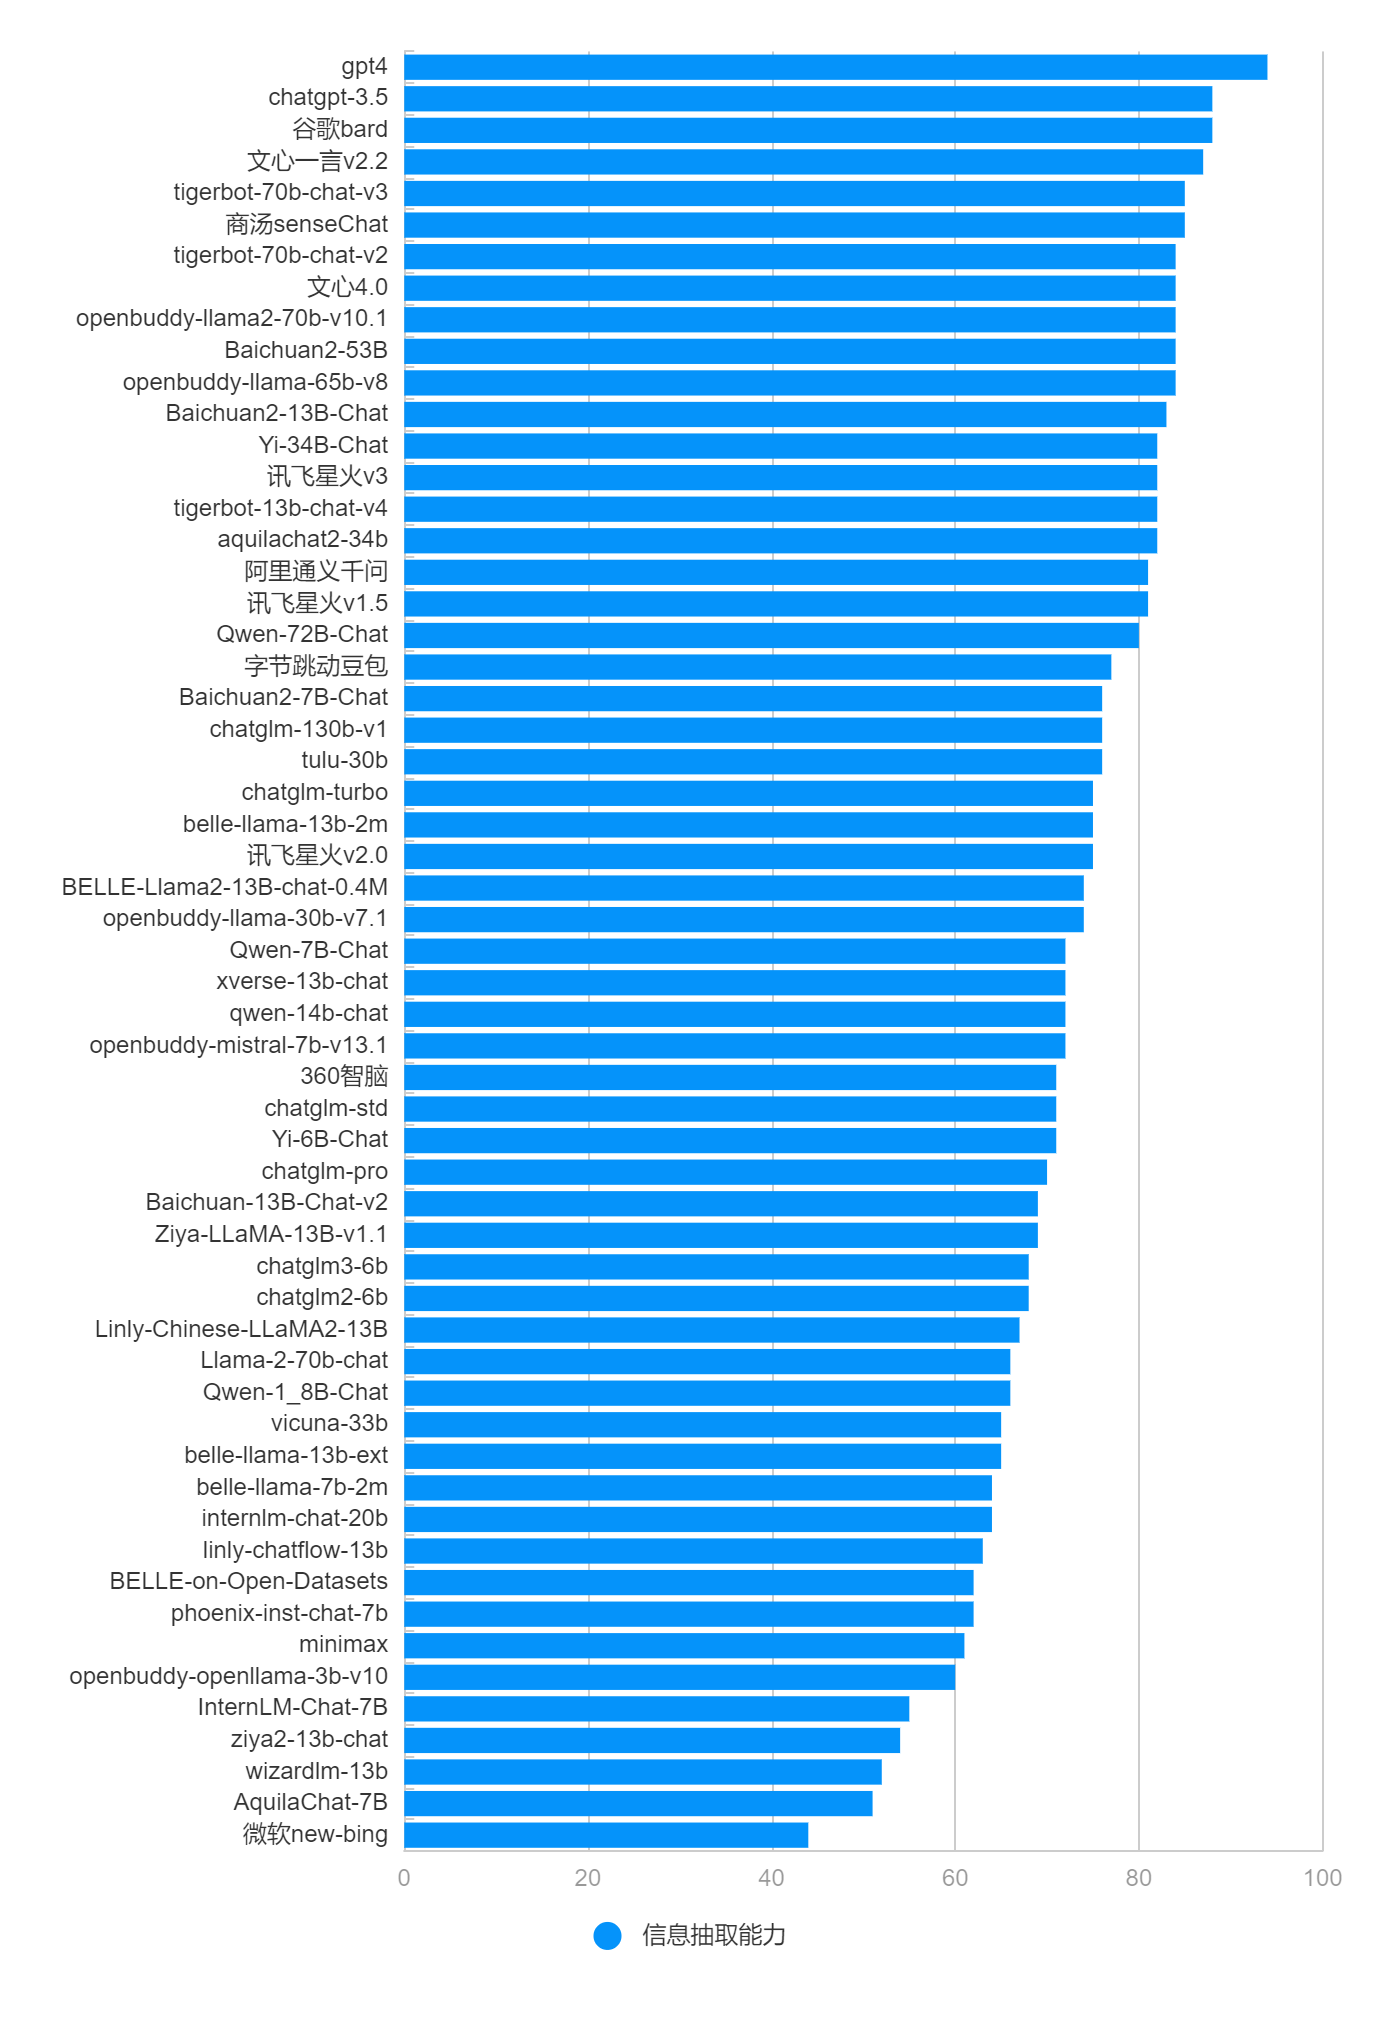 gpt4
chatgpt-3.5
谷歌bard
文心一言v2.2
tigerbot-70b-chat-v3
商汤senseChat
tigerbot-70b-chat-v2
文心4.0
openbuddy-llama2-70b-v10.1
Baichuan2-53B
openbuddy-llama-65b-v8
Baichuan2-13B-Chat
Yi-34B-Chat
讯飞星火v3
tigerbot-13b-chat-v4
aquilachat2-34b
阿里通义千问
讯飞星火v1.5
Qwen-72B-Chat
字节跳动豆包
Baichuan2-7B-Chat
chatglm-130b-v1
tulu-30b
chatglm-turbo
belle-llama-13b-2m
讯飞星火v2.0
BELLE-Llama2-13B-chat-0.4M
openbuddy-llama-30b-v7.1
Qwen-7B-Chat
xverse-13b-chat
qwen-14b-chat
openbuddy-mistral-7b-v13.1
360智脑
chatglm-std
Yi-6B-Chat
chatglm-pro
Baichuan-13B-Chat-v2
Ziya-LLaMA-13B-v1.1
chatglm3-6b
chatglm2-6b
Linly-Chinese-LLaMA2-13B
Llama-2-70b-chat
Qwen-1_8B-Chat
vicuna-33b
belle-llama-13b-ext
belle-llama-7b-2m
internlm-chat-20b
linly-chatflow-13b
BELLE-on-Open-Datasets
phoenix-inst-chat-7b
minimax
openbuddy-openllama-3b-v10
InternLM-Chat-7B
ziya2-13b-chat
wizardlm-13b
AquilaChat-7B
微软new-bing
0 20 40 60 80 100
信息抽取能力